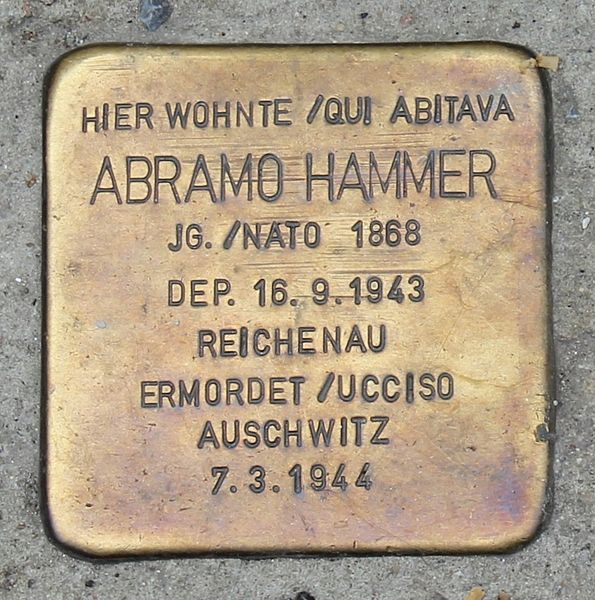 HIER WOHNTE /QUI ABITAVA
ABRAMO HAMMER
JG. /NATO 1868
DEP. 16.9.1943
REICHENAU
ERMORDET /UCCISO
AUSCHWITZ
7.3.1944